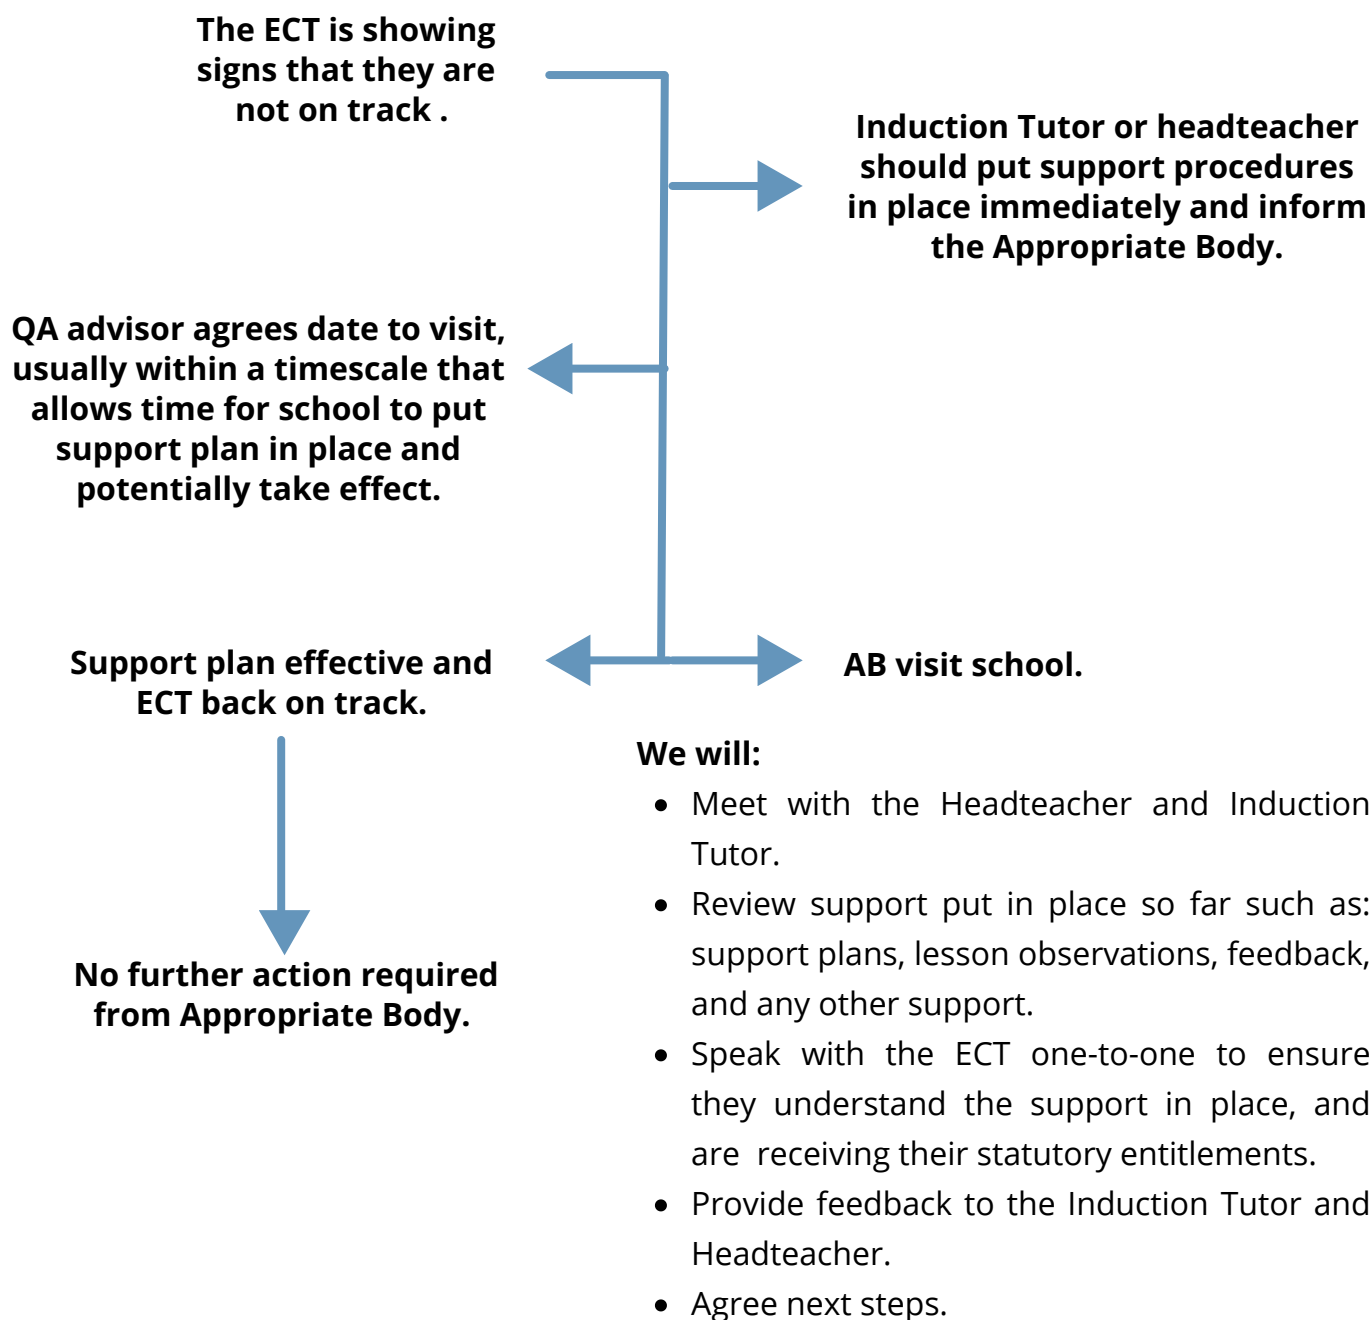 The ECT is showing
signs that they are
not on track .
Induction Tutor or headteacher
should put support procedures
in place immediately and inform
the Appropriate Body.
QA advisor agrees date to visit,
usually within a timescale that
allows time for school to put
support plan in place and
potentially take effect.
Support plan effective and
ECT back on track.
AB visit school.
No further action required
from Appropriate Body.
We will:
• Meet with the Headteacher and Induction
Tutor.
• Review support put in place so far such as:
support plans, lesson observations, feedback,
and any other support.
• Speak with the ECT one-to-one to ensure
they understand the support in place, and
are  receiving their statutory entitlements.
• Provide feedback to the Induction Tutor and
Headteacher.
• Agree next steps.